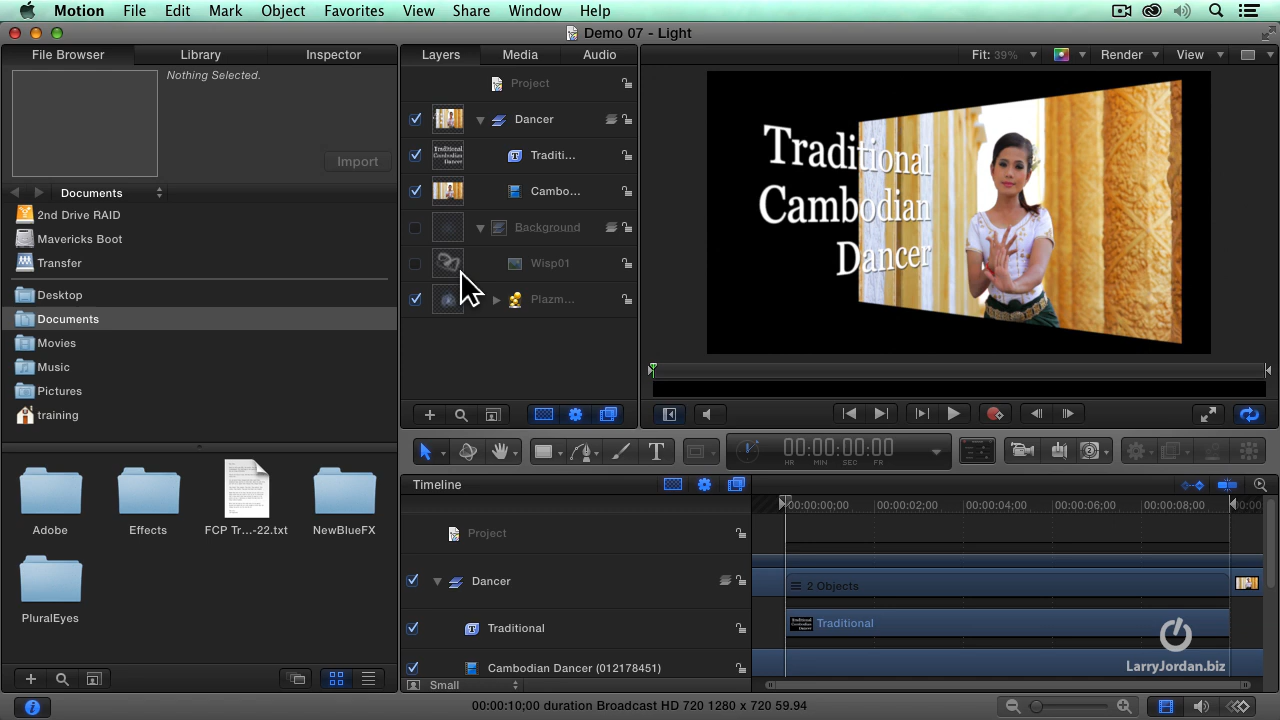 Motion File Edit Mark Object Favorites View Share Window Help
Demo 07 - Light
File Browser Library Inspector
Nothing Selected.
Import
Documents
2nd Drive RAID
Mavericks Boot
Transfer
Desktop
Documents
Movies
Music
Pictures
training
Adobe Effects FCP Tr...-22.txt NewBlueFX
PluralEyes
Layers Media Audio
Project
Dancer
Traditi...
Cambo...
Background
Wisp01
Plazm...
Fit: 39% Render View
Traditional
Cambodian
Dancer
00:00:00:00
HR MIN SEC FR
Timeline
00:00:00;00 00:00:02;00 00:00:04;00 00:00:06;00 00:00:08;00 00:00
Project
Dancer
2 Objects
Traditional
Traditional
Cambodian Dancer (012178451)
Small
LarryJordan.biz
00:00:10;00 duration Broadcast HD 720 1280 x 720 59.94